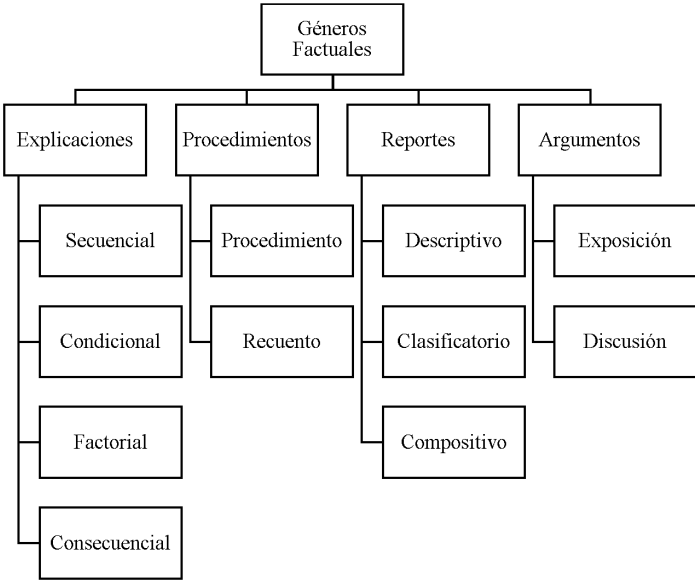 Géneros
Factuales
Explicaciones
Procedimientos
Reportes
Argumentos
Secuencial
Procedimiento
Descriptivo
Exposición
Condicional
Recuento
Clasificatorio
Discusión
Factorial
Compositivo
Consecuencial